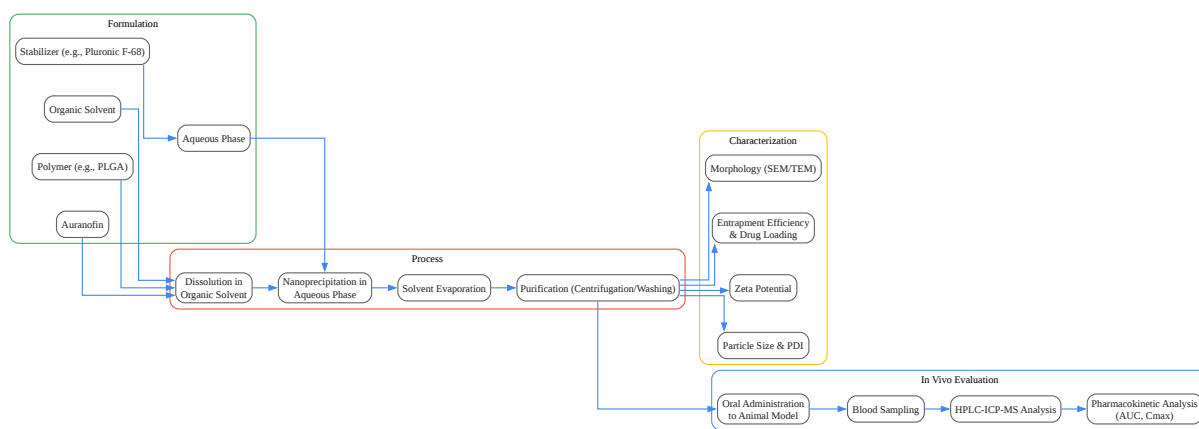 Formulation
Stabilizer (e.g., Pluronic F-68)
Organic Solvent
Aqueous Phase
Polymer (e.g., PLGA)
Auranofin
Process
Dissolution in
Organic Solvent
Nanoprecipitation in
Aqueous Phase
Solvent Evaporation
Purification (Centrifugation/Washing)
Characterization
Morphology (SEM/TEM)
Entrapment Efficiency
& Drug Loading
Zeta Potential
Particle Size & PDI
In Vivo Evaluation
Oral Administration
to Animal Model
Blood Sampling
HPLC-ICP-MS Analysis
Pharmacokinetic Analysis
(AUC, Cmax)